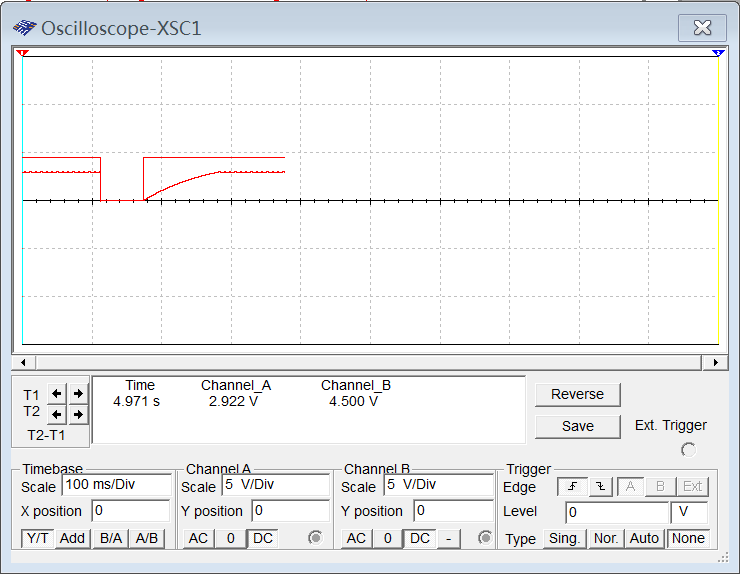 Oscilloscope-XSC1
1
2
T1
T2
T2-T1
Time Channel_A Channel_B
4.971 s 2.922 V 4.500 V
Reverse
Save
Ext. Trigger
Timebase
Scale 100 ms/Div
X position 0
Y/T Add B/A A/B
Channel A
Scale 5 V/Div
Y position 0
AC 0 DC
Channel B
Scale 5 V/Div
Y position 0
AC 0 DC -
Trigger
Edge A B Ext
Level 0 V
Type Sing. Nor. Auto None